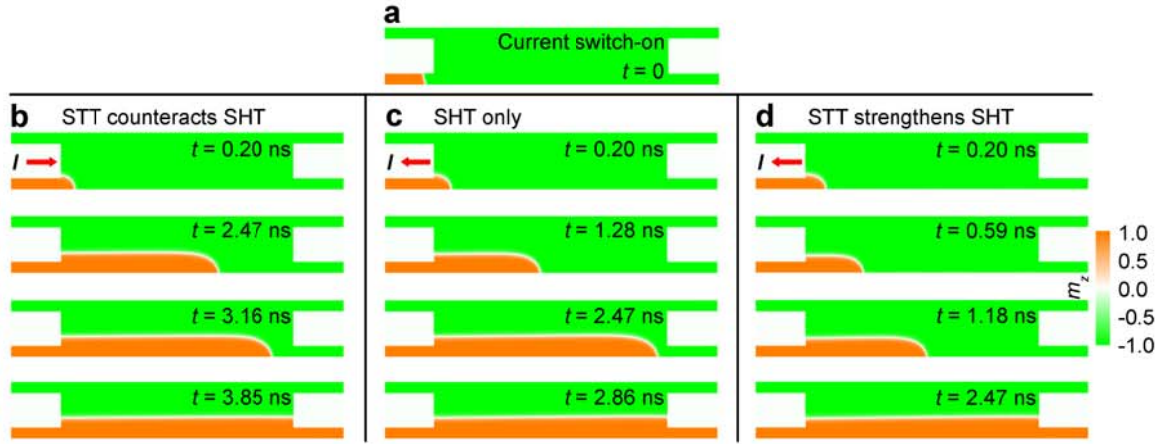 a
Current switch-on
t = 0
b STT counteracts SHT
I
t = 0.20 ns
t = 2.47 ns
t = 3.16 ns
t = 3.85 ns
c SHT only
I
t = 0.20 ns
t = 1.28 ns
t = 2.47 ns
t = 2.86 ns
d STT strengthens SHT
I
t = 0.20 ns
t = 0.59 ns
t = 1.18 ns
t = 2.47 ns
1.0
0.5
0.0
-0.5
-1.0
mz